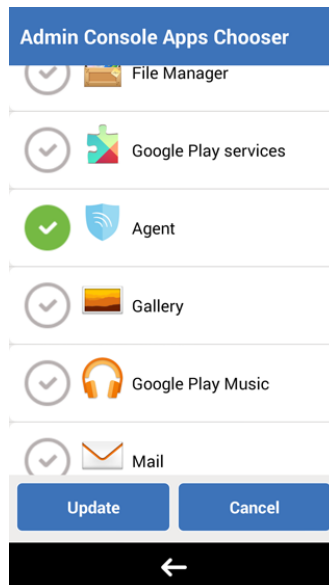 Admin Console Apps Chooser
File Manager
Google Play services
Agent
Gallery
Google Play Music
Mail
Update
Cancel